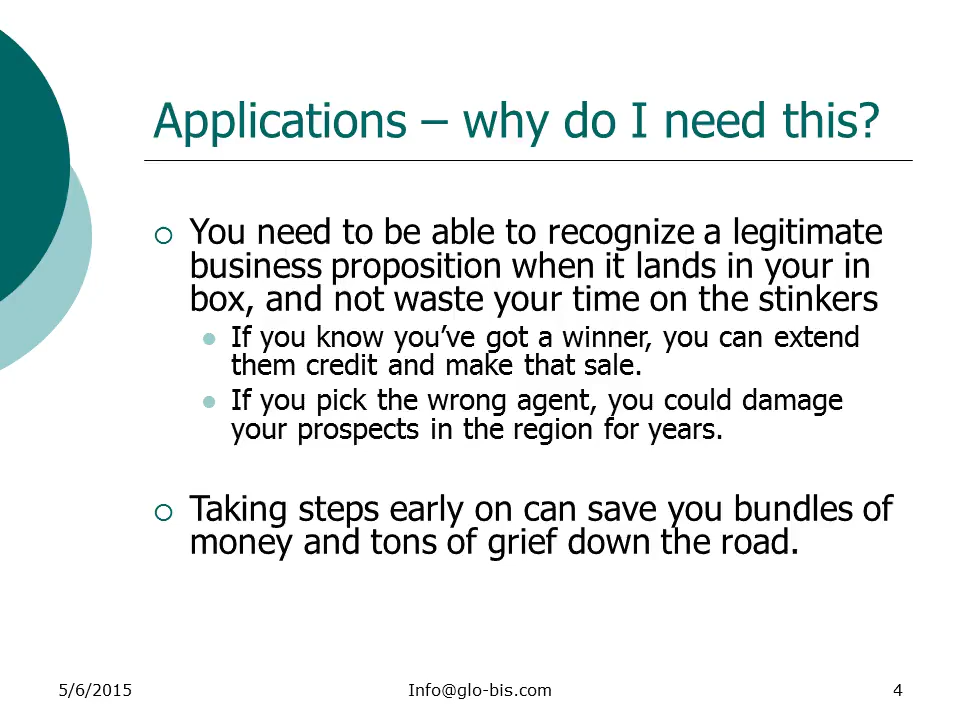 Applications – why do I need this?
You need to be able to recognize a legitimate
business proposition when it lands in your in
box, and not waste your time on the stinkers
If you know you’ve got a winner, you can extend
them credit and make that sale.
If you pick the wrong agent, you could damage
your prospects in the region for years.
Taking steps early on can save you bundles of
money and tons of grief down the road.
5/6/2015
Info@glo-bis.com
4